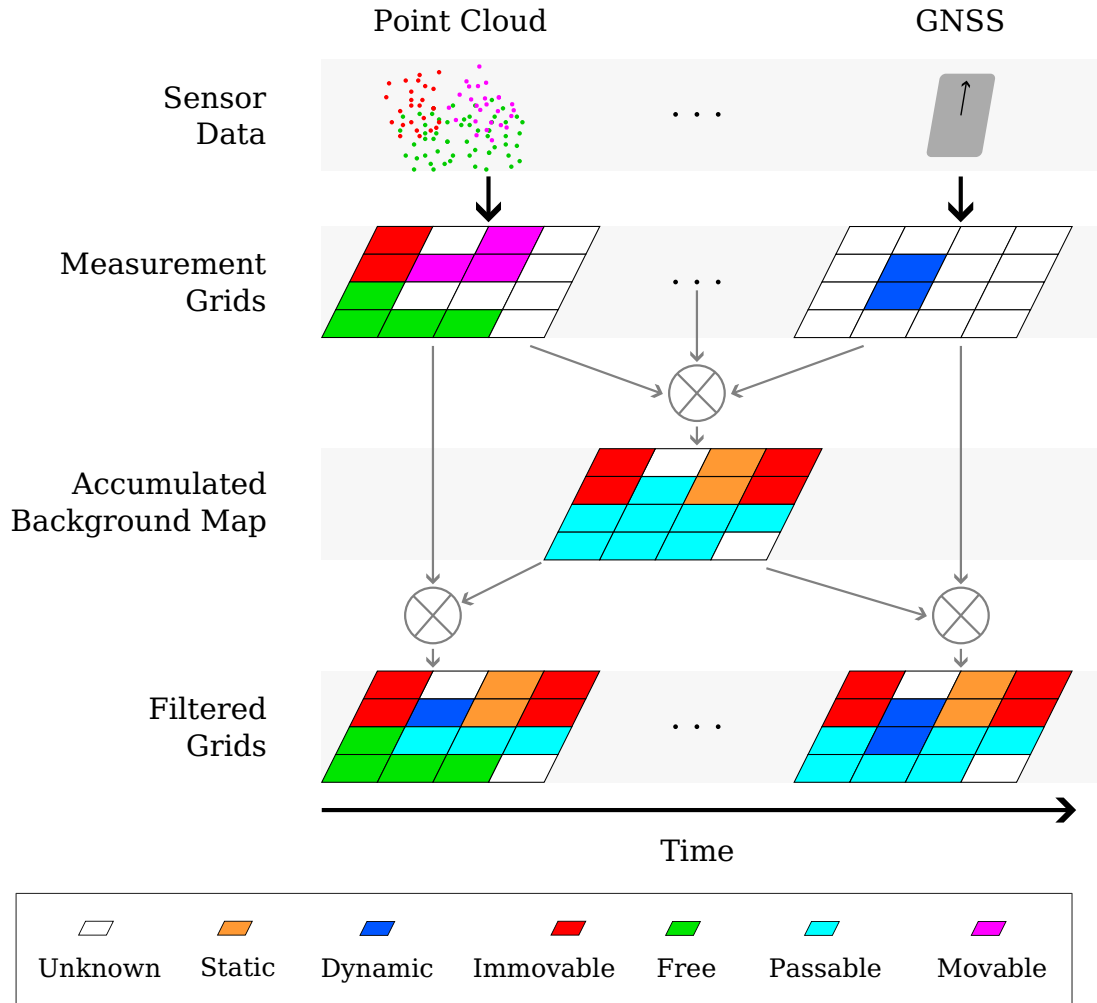 Point Cloud
GNSS
Sensor
Data
. . .
Measurement
Grids
. . .
Accumulated
Background Map
Filtered
Grids
. . .
Time
Unknown
Static
Dynamic
Immovable
Free
Passable
Movable